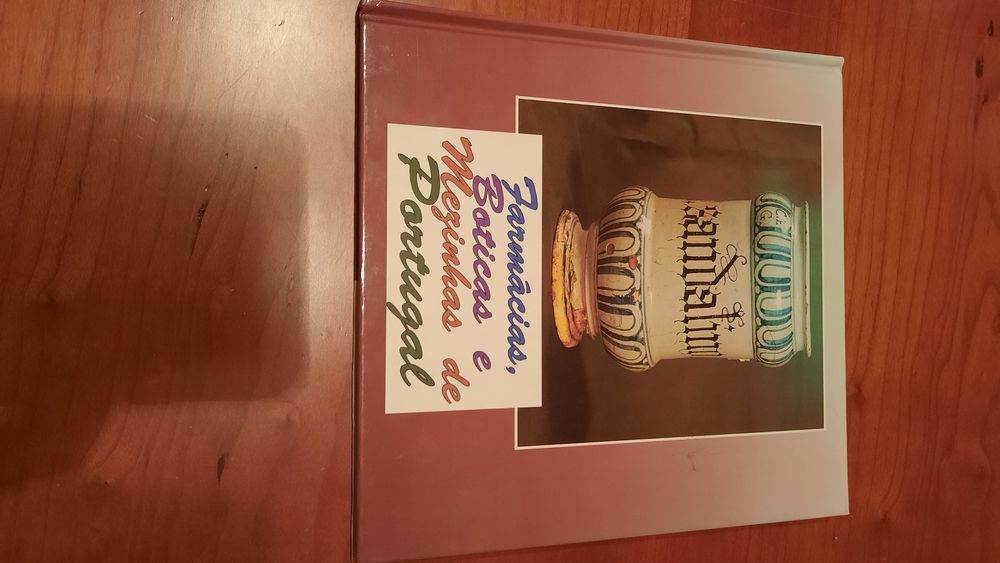 Farmácias,
Boticas e
Mezinhas de
Portugal